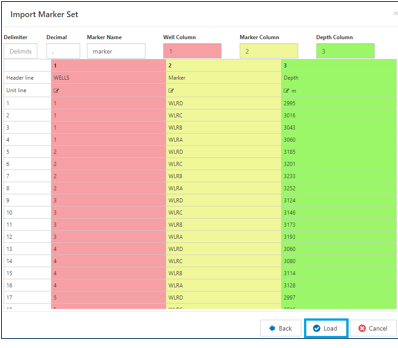 Import Marker Set ×
Delimiter Decimal Marker Name Well Column Marker Column Depth Column
Delimite . marker 1 2 3
1 2 3
Header line WELLS Marker Depth
Unit line m
1 1 WLRD 2995
2 1 WLRC 3016
3 1 WLRB 3043
4 1 WLRA 3060
5 2 WLRD 3185
6 2 WLRC 3201
7 2 WLRB 3233
8 2 WLRA 3252
9 3 WLRD 3124
10 3 WLRC 3146
11 3 WLRB 3173
12 3 WLRA 3193
13 4 WLRD 3060
14 4 WLRC 3080
15 4 WLRB 3114
16 4 WLRA 3128
17 5 WLRD 2997
Back Load Cancel